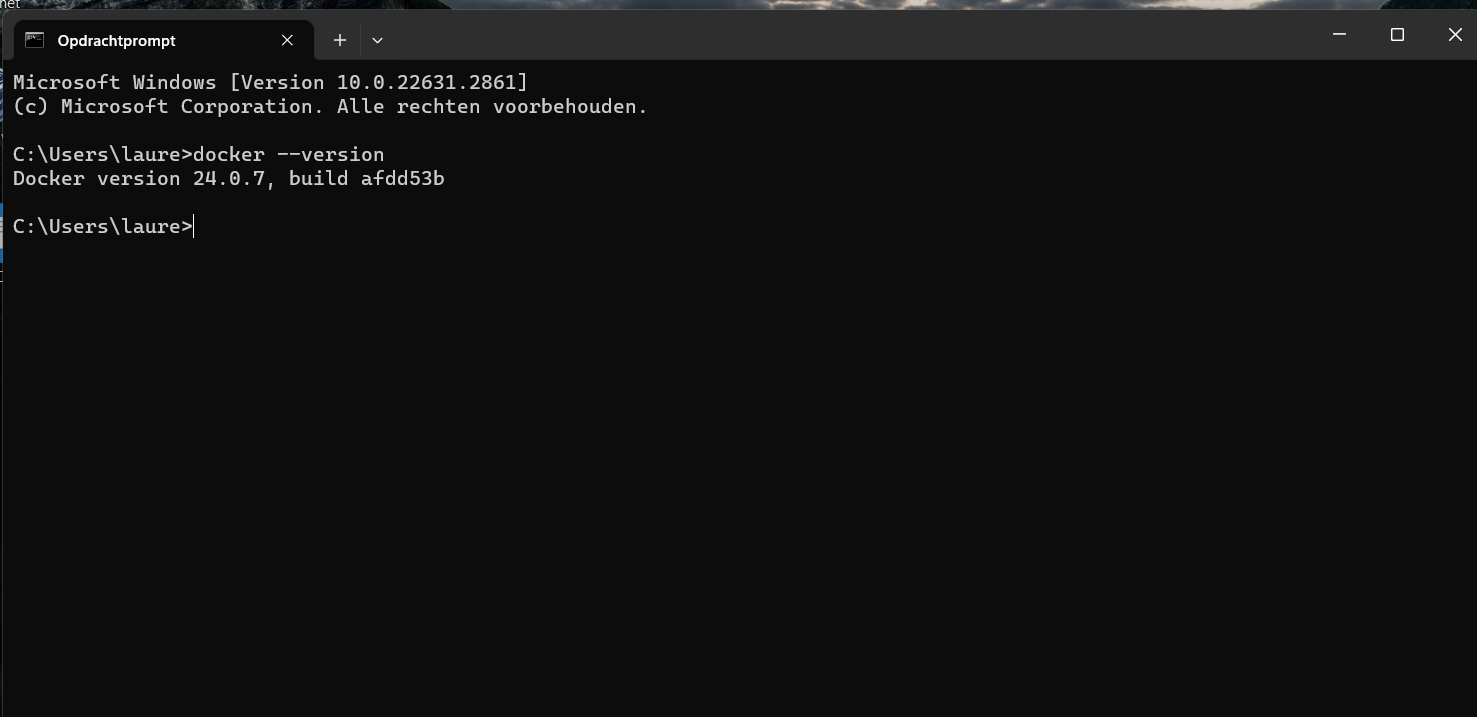 net
Opdrachtprompt
Microsoft Windows [Version 10.0.22631.2861]
(c) Microsoft Corporation. Alle rechten voorbehouden.
C:\Users\laure>docker --version
Docker version 24.0.7, build afdd53b
C:\Users\laure>